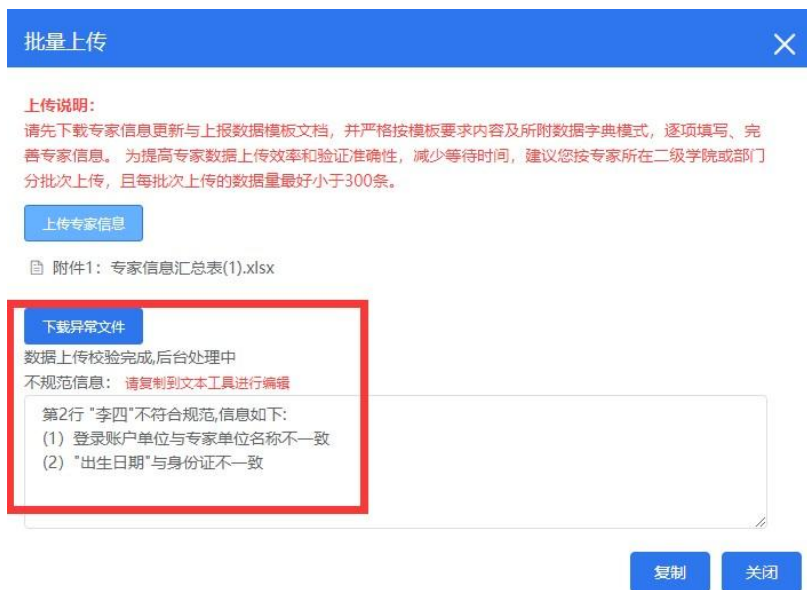 批量上传
上传说明：
请先下载专家信息更新与上报数据模板文档，并严格按模板要求内容及所附数据字典模式，逐项填写、完
善专家信息。 为提高专家数据上传效率和验证准确性，减少等待时间，建议您按专家所在二级学院或部门
分批次上传，且每批次上传的数据量最好小于300条。
上传专家信息
附件1：专家信息汇总表(1).xlsx
下载异常文件
数据上传校验完成,后台处理中
不规范信息： 请复制到文本工具进行编辑
第2行 "李四"不符合规范,信息如下:
(1) 登录账户单位与专家单位名称不一致
(2) "出生日期"与身份证不一致
复制 关闭